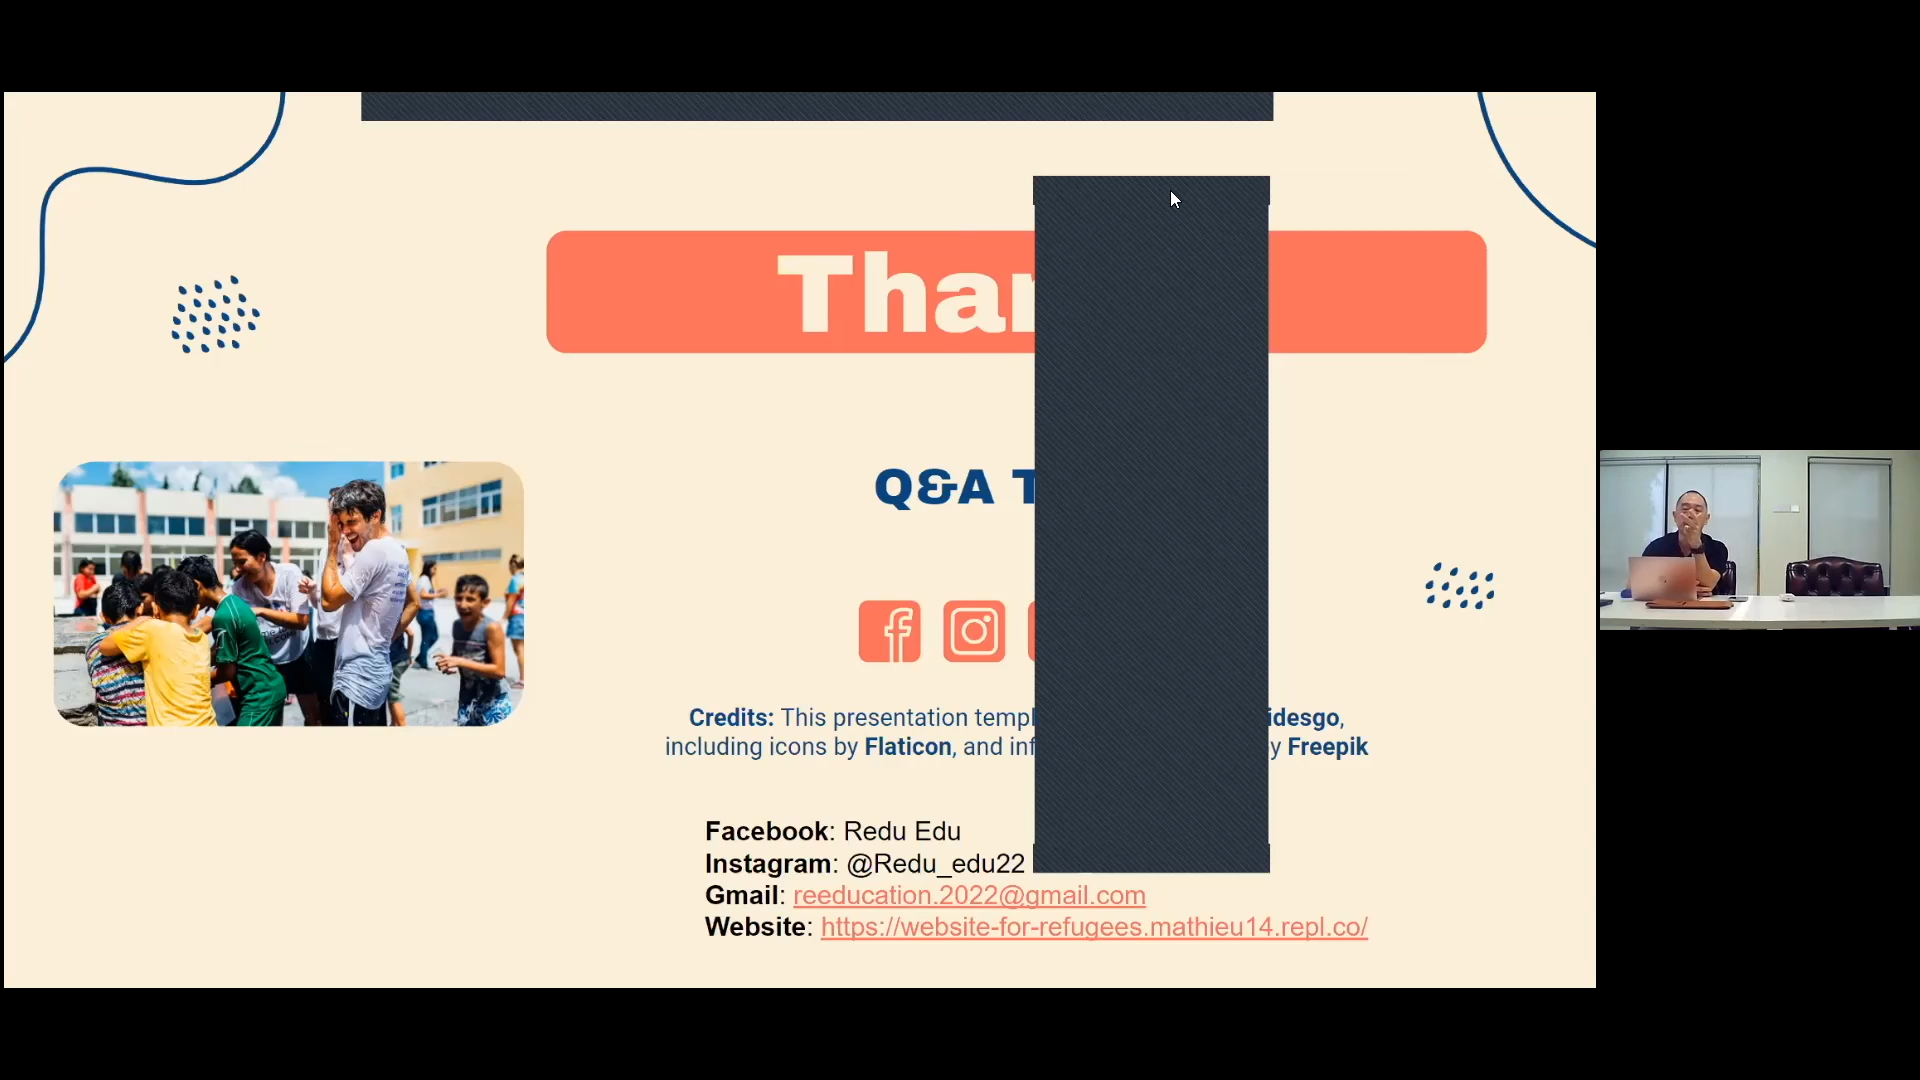 Than
Q&A T
Credits: This presentation templ idesgo,
including icons by Flaticon, and inf y Freepik
Facebook: Redu Edu
Instagram: @Redu_edu22
Gmail: reeducation.2022@gmail.com
Website: https://website-for-refugees.mathieu14.repl.co/